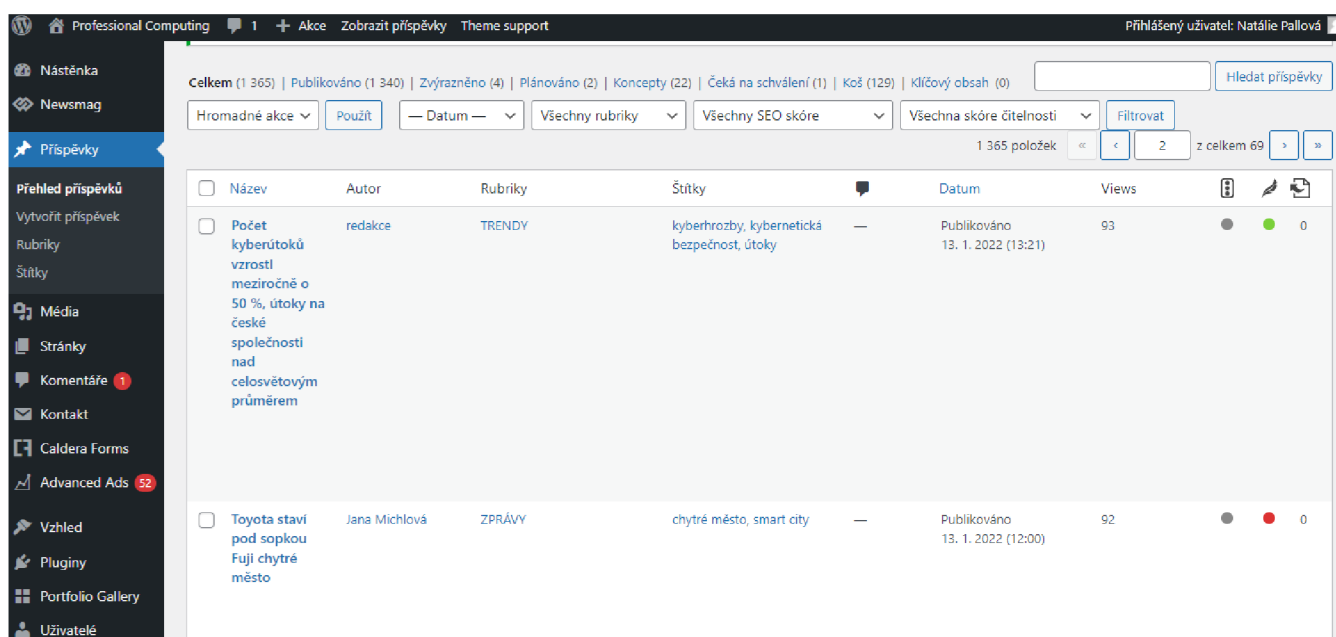 Professional Computing 1 + Akce Zobrazit příspěvky Theme support Přihlášený uživatel: Natálie Pallová
Nástěnka
Newsmag
Příspěvky
Přehled příspěvků
Vytvořit příspěvek
Rubriky
Štítky
Média
Stránky
Komentáře 1
Kontakt
Caldera Forms
Advanced Ads 52
Vzhled
Pluginy
Portfolio Gallery
Uživatelé
Celkem (1 365) | Publikováno (1 340) | Zvýrazněno (4) | Plánováno (2) | Koncepty (22) | Čeká na schválení (1) | Koš (129) | Klíčový obsah (0)
Hledat příspěvky
Hromadné akce Použít — Datum — Všechny rubriky Všechny SEO skóre Všechna skóre čitelnosti Filtrovat
1 365 položek « ‹ 2 z celkem 69 › »
Název Autor Rubriky Štítky Datum Views
Počet redakce TRENDY kyberhrozby, kybernetická — Publikováno 93 0
kyberútoků bezpečnost, útoky 13. 1. 2022 (13:21)
vzrostl
meziročně o
50 %, útoky na
české
společnosti
nad
celosvětovým
průměrem
Toyota staví Jana Michlová ZPRÁVY chytré město, smart city — Publikováno 92 0
pod sopkou 13. 1. 2022 (12:00)
Fuji chytré
město